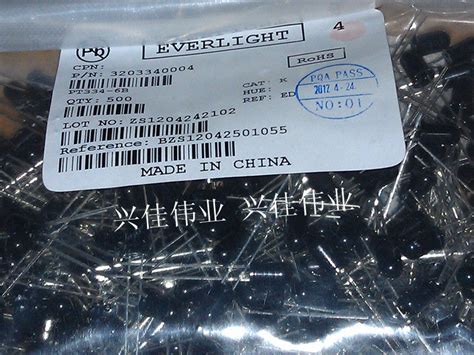 Pb EVERLIGHT 4
RoHS
CPN:
P/N: 3203340004
PT334-6B
QTY: 500
CAT: K
HUE:
REF: ED
PQA PASS
2012.4.24.
NO:01
LOT NO: ZS1204242102
Reference: BZS12042501055
MADE IN CHINA
兴佳伟业 兴佳伟业